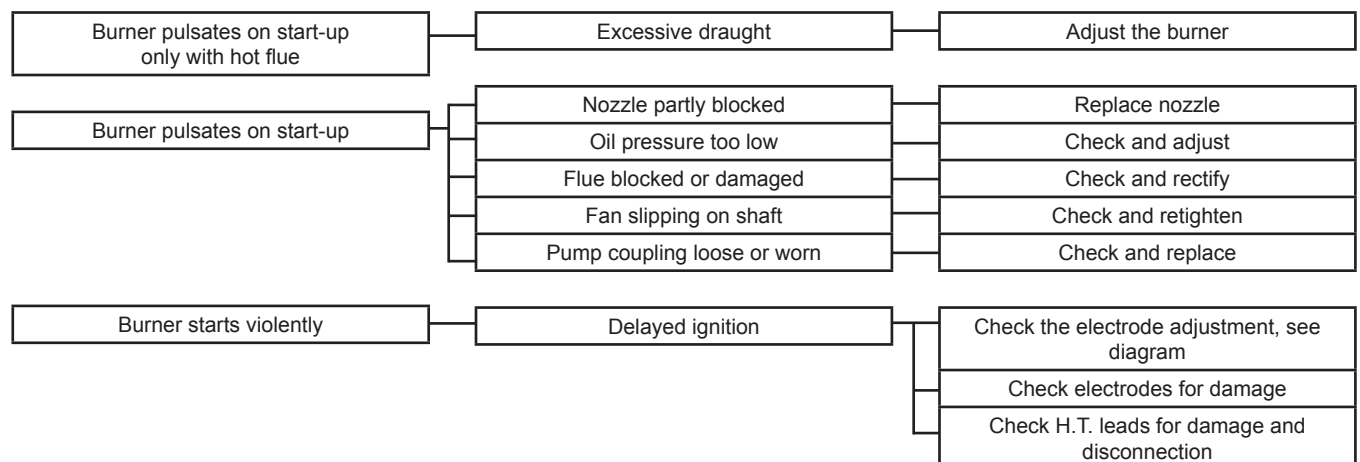 Burner pulsates on start-up
only with hot flue
Excessive draught
Adjust the burner
Burner pulsates on start-up
Nozzle partly blocked
Replace nozzle
Oil pressure too low
Check and adjust
Flue blocked or damaged
Check and rectify
Fan slipping on shaft
Check and retighten
Pump coupling loose or worn
Check and replace
Burner starts violently
Delayed ignition
Check the electrode adjustment, see
diagram
Check electrodes for damage
Check H.T. leads for damage and
disconnection